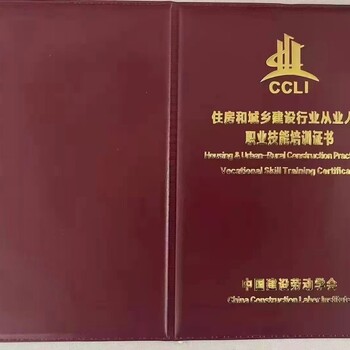 CCLI
住房和城乡建设行业从业人
职业技能培训证书
Housing & Urban-Rural Construction Prac
Vocational Skill Training Certifica
中国建设劳动学会
China Construction Labor Institute